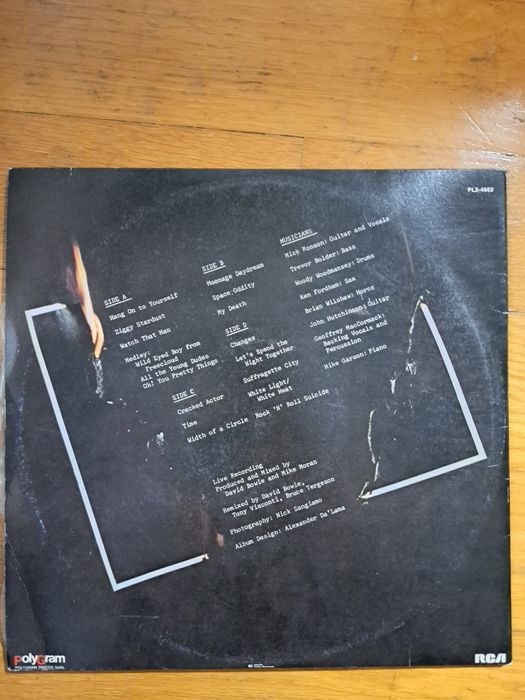 PL2-4862
SIDE A
Hang On to Yourself
Ziggy Stardust
Watch That Man
Medley:
Wild Eyed Boy from
Freecloud
All the Young Dudes
Oh! You Pretty Things
SIDE B
Moonage Daydream
Space Oddity
My Death
SIDE C
Cracked Actor
Time
Width of a Circle
SIDE D
Changes
Let's Spend the
Night Together
Suffragette City
White Light/
White Heat
Rock 'N' Roll Suicide
MUSICIANS
Mick Ronson: Guitar and Vocals
Trevor Bolder: Bass
Woody Woodmansey: Drums
Ken Fordham: Sax
Brian Wilshaw: Horns
John Hutchinson: Guitar
Geoffrey MacCormack:
Backing Vocals and
Percussion
Mike Garson: Piano
Live Recording
Produced and Mixed by
David Bowie and Mike Moran
Remixed by David Bowie,
Tony Visconti, Bruce Tergeson
Photography: Mick Sangiamo
Album Design: Alexander Da'Lama
PolyGram
POLYGRAM DISCOS SARL
RCA